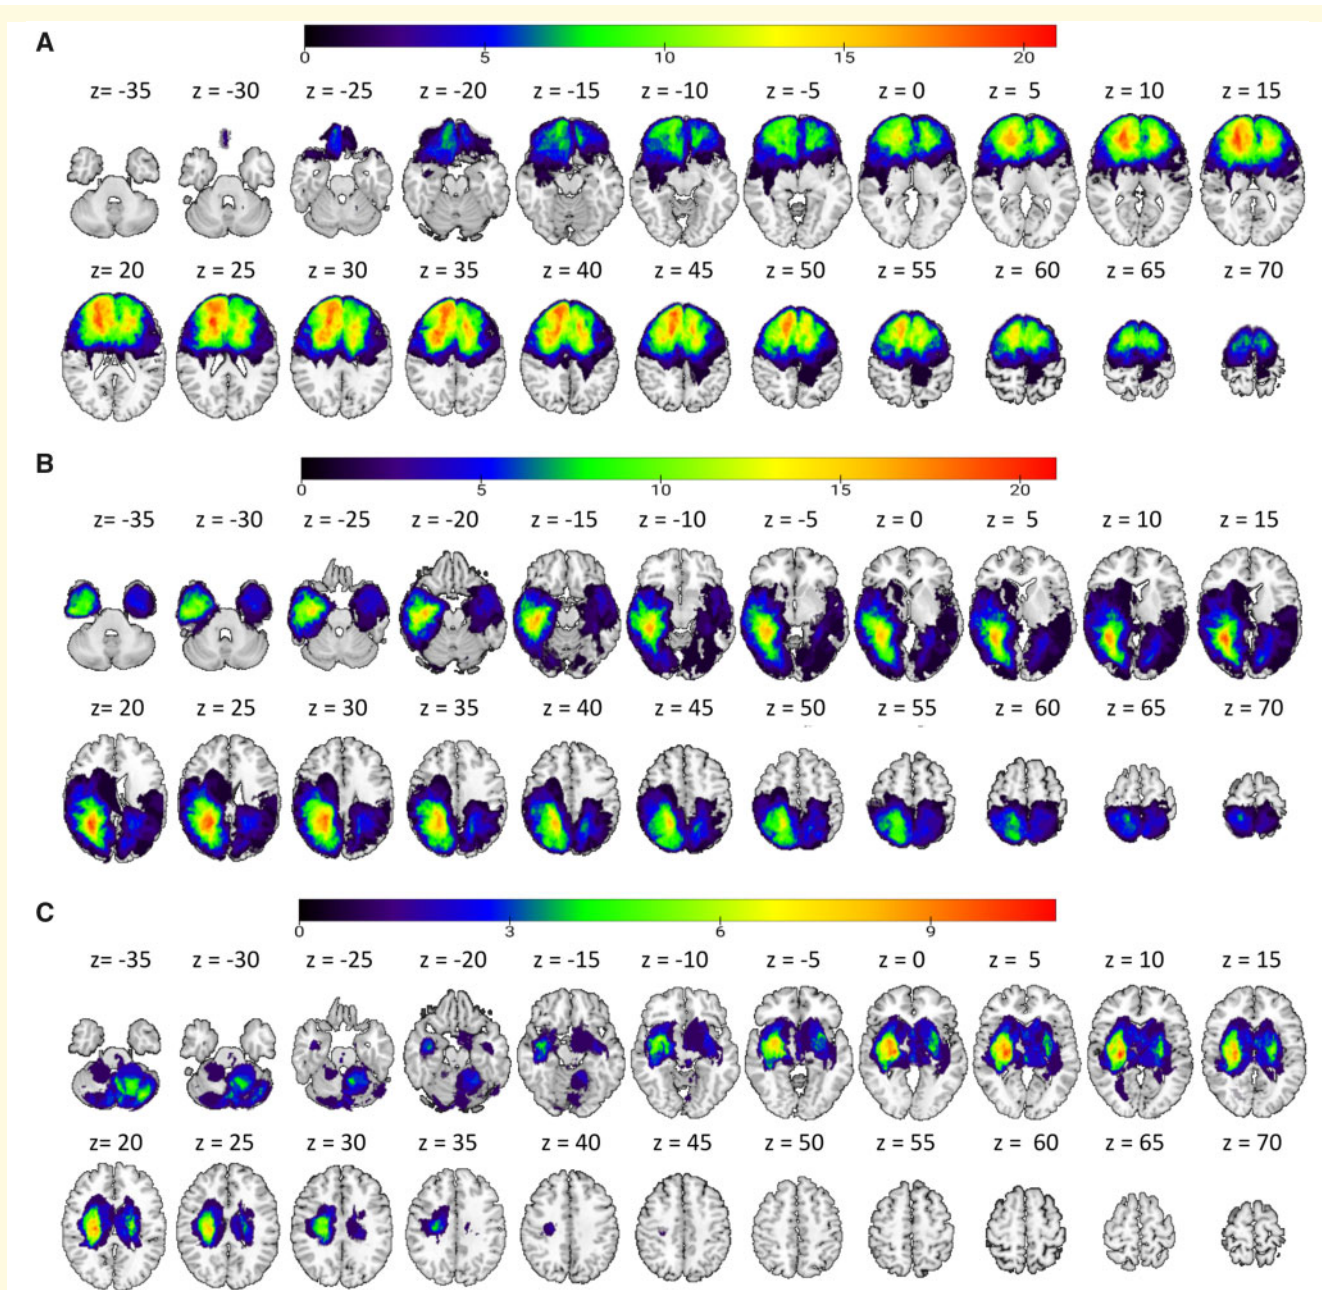 A
0 5 10 15 20
z= -35 z = -30 z = -25 z = -20 z = -15 z = -10 z = -5 z = 0 z = 5 z = 10 z = 15
z= 20 z = 25 z = 30 z = 35 z = 40 z = 45 z = 50 z = 55 z = 60 z = 65 z = 70
B
0 5 10 15 20
z= -35 z = -30 z = -25 z = -20 z = -15 z = -10 z = -5 z = 0 z = 5 z = 10 z = 15
z= 20 z = 25 z = 30 z = 35 z = 40 z = 45 z = 50 z = 55 z = 60 z = 65 z = 70
C
0 3 6 9
z= -35 z = -30 z = -25 z = -20 z = -15 z = -10 z = -5 z = 0 z = 5 z = 10 z = 15
z= 20 z = 25 z = 30 z = 35 z = 40 z = 45 z = 50 z = 55 z = 60 z = 65 z = 70